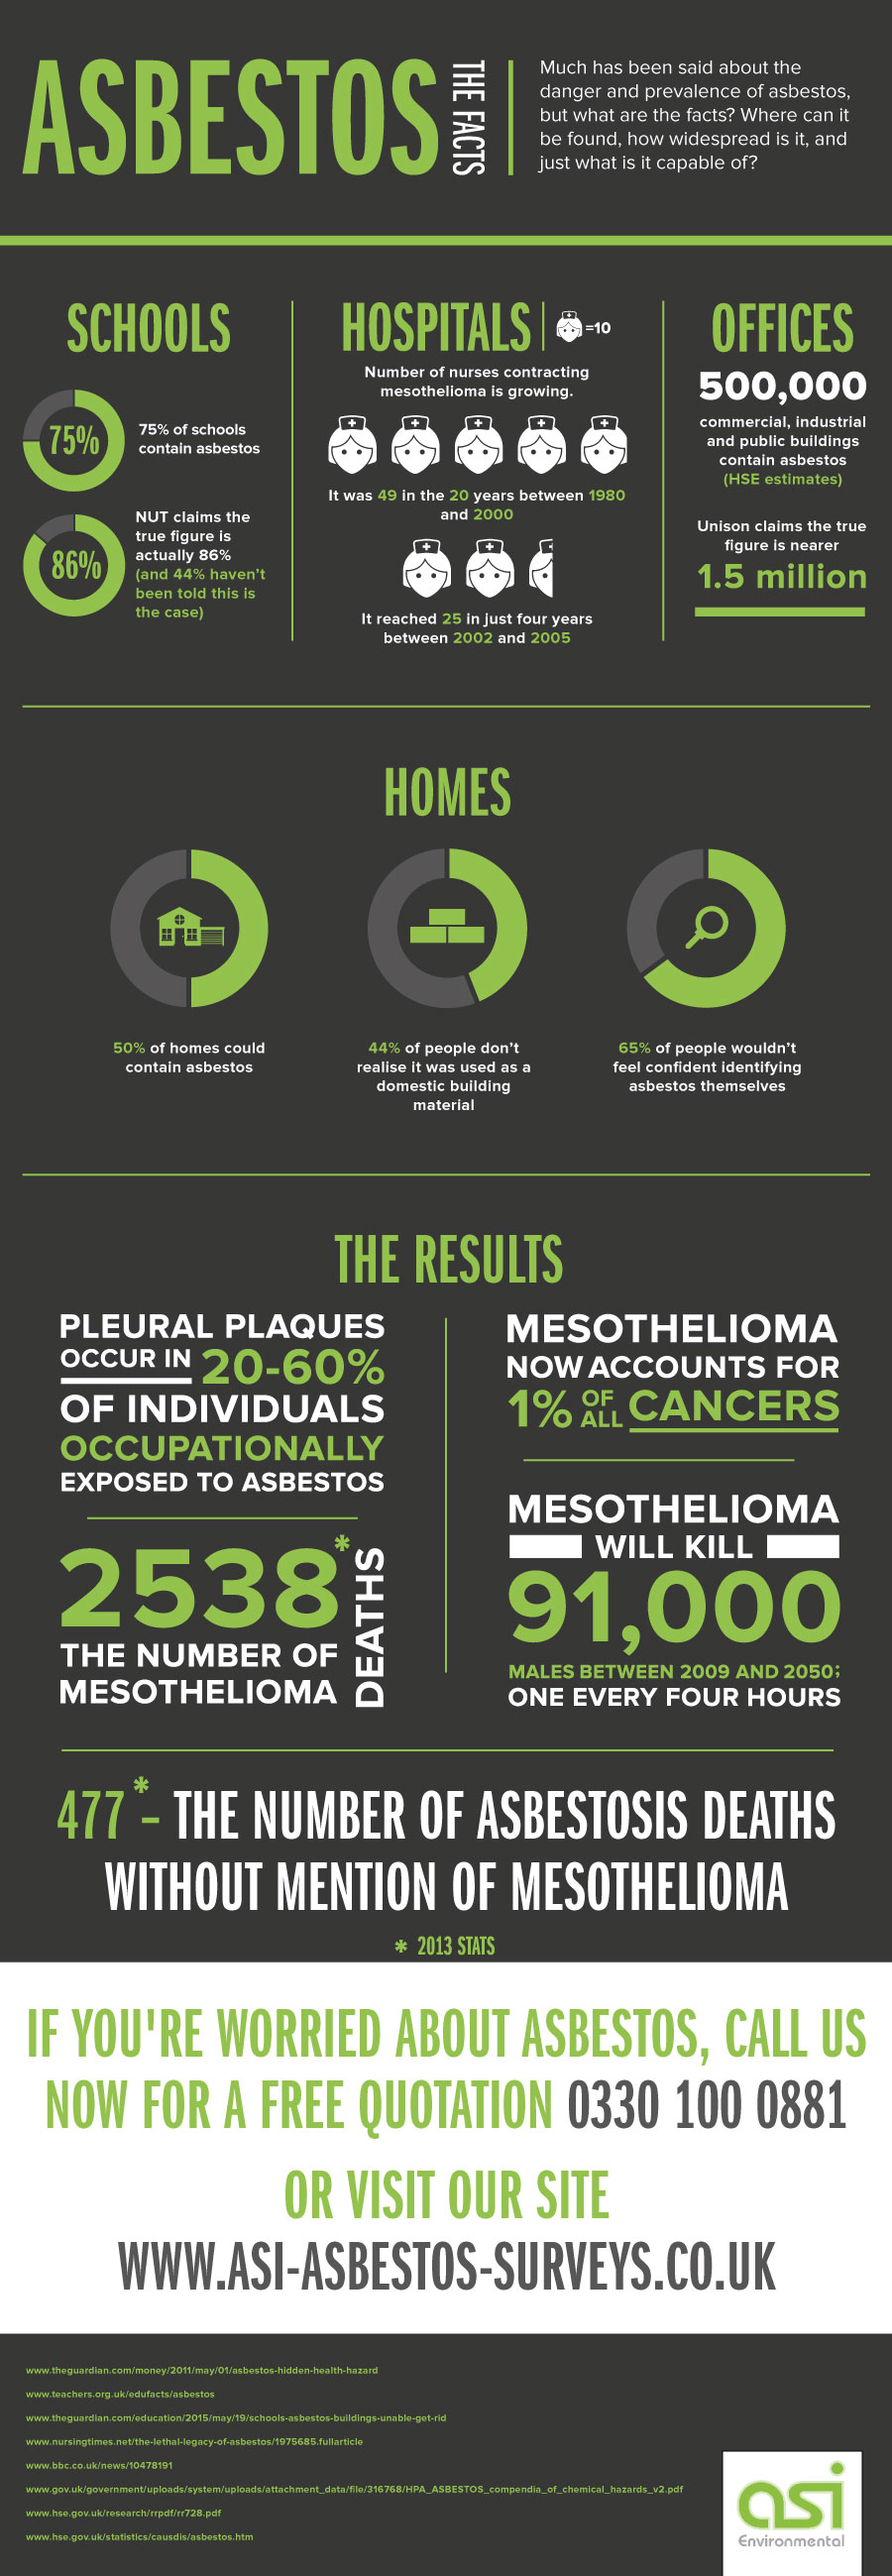 ASBESTOS
THE FACTS
Much has been said about the
danger and prevalence of asbestos,
but what are the facts? Where can it
be found, how widespread is it, and
just what is it capable of?
SCHOOLS
75%
75% of schools
contain asbestos
86%
NUT claims the
true figure is
actually 86%
(and 44% haven't
been told this is
the case)
HOSPITALS
=10
Number of nurses contracting
mesothelioma is growing.
It was 49 in the 20 years between 1980
and 2000
It reached 25 in just four years
between 2002 and 2005
OFFICES
500,000
commercial, industrial
and public buildings
contain asbestos
(HSE estimates)
Unison claims the true
figure is nearer
1.5 million
HOMES
50% of homes could
contain asbestos
44% of people don't
realise it was used as a
domestic building
material
65% of people wouldn't
feel confident identifying
asbestos themselves
THE RESULTS
PLEURAL PLAQUES
OCCUR IN 20-60%
OF INDIVIDUALS
OCCUPATIONALLY
EXPOSED TO ASBESTOS
2538*
THE NUMBER OF
MESOTHELIOMA
DEATHS
MESOTHELIOMA
NOW ACCOUNTS FOR
1% OF ALL CANCERS
MESOTHELIOMA
WILL KILL
91,000
MALES BETWEEN 2009 AND 2050;
ONE EVERY FOUR HOURS
477*- THE NUMBER OF ASBESTOSIS DEATHS
WITHOUT MENTION OF MESOTHELIOMA
* 2013 STATS
IF YOU'RE WORRIED ABOUT ASBESTOS, CALL US
NOW FOR A FREE QUOTATION 0330 100 0881
OR VISIT OUR SITE
WWW.ASI-ASBESTOS-SURVEYS.CO.UK
www.theguardian.com/money/2011/may/01/asbestos-hidden-health-hazard
www.teachers.org.uk/edufacts/asbestos
www.theguardian.com/education/2015/may/19/schools-asbestos-buildings-unable-get-rid
www.nursingtimes.net/the-lethal-legacy-of-asbestos/1975685.fullarticle
www.bbc.co.uk/news/10478191
www.gov.uk/government/uploads/system/uploads/attachment_data/file/316768/HPA_ASBESTOS_compendia_of_chemical_hazards_v2.pdf
www.hse.gov.uk/research/rrpdf/rr728.pdf
www.hse.gov.uk/statistics/causdis/asbestos.htm
asi
Environmental